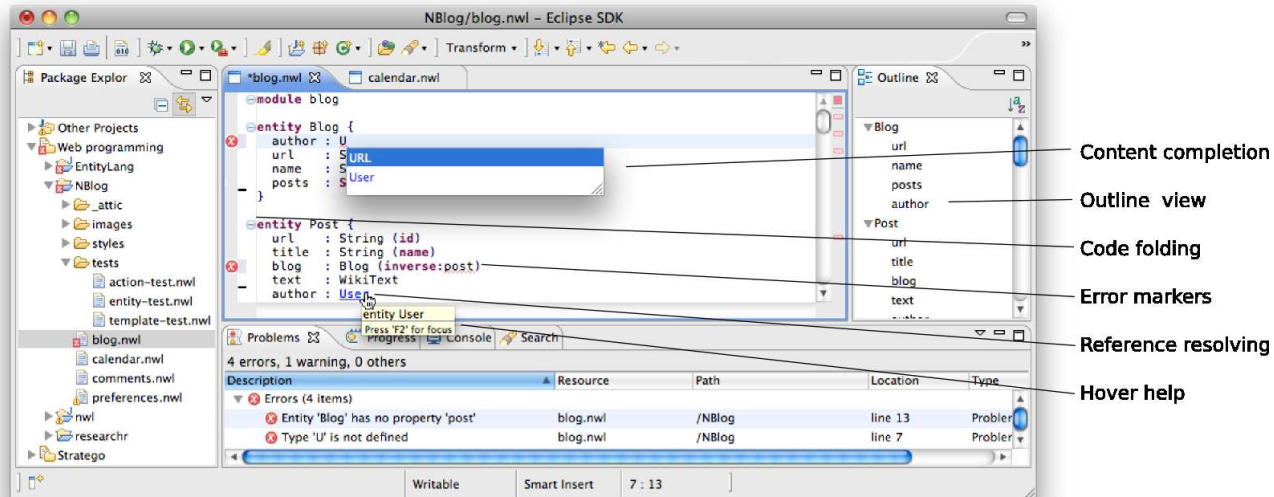 NBlog/blog.nwl – Eclipse SDK
Transform
»
Package Explor
Other Projects
Web programming
EntityLang
NBlog
_attic
images
styles
tests
action-test.nwl
entity-test.nwl
template-test.nwl
blog.nwl
calendar.nwl
comments.nwl
preferences.nwl
nwl
researchr
Stratego
*blog.nwl
calendar.nwl
module blog
entity Blog {
author : U
url : S
name : S
posts : S
}
URL
User
entity Post {
url : String (id)
title : String (name)
blog : Blog (inverse:post)
text : WikiText
author : User
entity User
Press 'F2' for focus
Outline
Blog
url
name
posts
author
Post
url
title
blog
text
author
Problems
Progress
Console
Search
4 errors, 1 warning, 0 others
Description Resource Path Location Type
Errors (4 items)
Entity 'Blog' has no property 'post' blog.nwl /NBlog line 13 Probler
Type 'U' is not defined blog.nwl /NBlog line 7 Probler
Writable Smart Insert 7 : 13
Content completion
Outline view
Code folding
Error markers
Reference resolving
Hover help